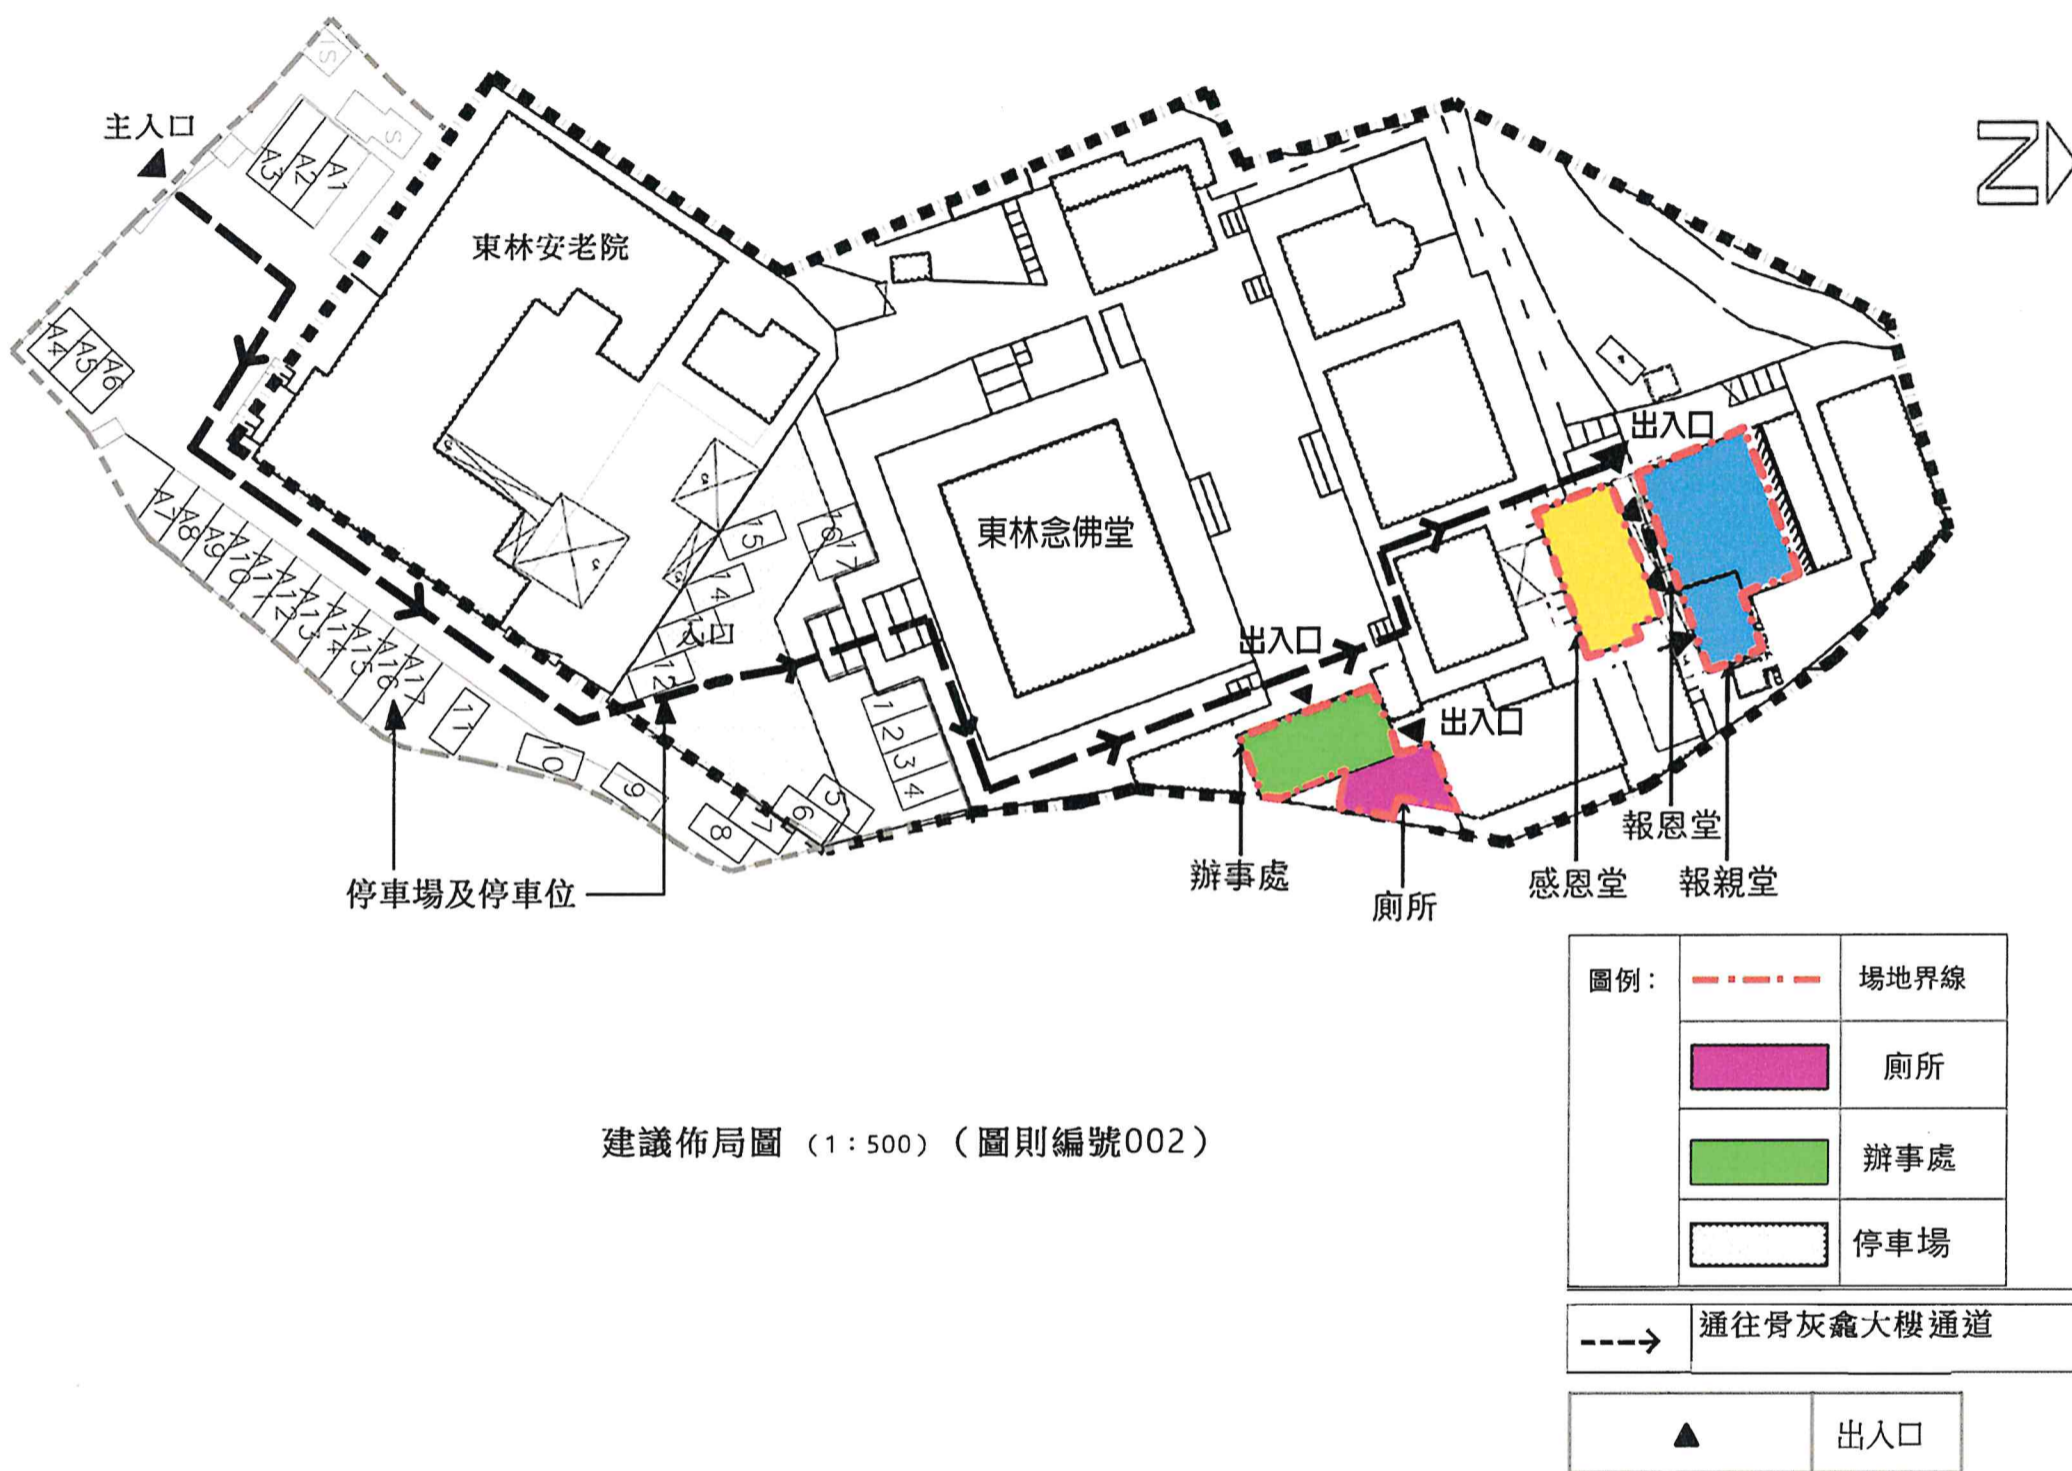 主入口
S
S
A3
A2
A1
N
東林安老院
A4
A5
A6
出入口
東林念佛堂
A7
A8
A9
A10
A11
A12
A13
A14
A15
A16
A17
15
16
17
14
入口
12
出入口
11
10
9
8
7
6
5
1
2
3
4
出入口
停車場及停車位
辦事處
廁所
感恩堂
報恩堂
報親堂
圖例：
場地界線
廁所
辦事處
停車場
通往骨灰龕大樓通道
出入口
建議佈局圖 （1：500）（圖則編號002）